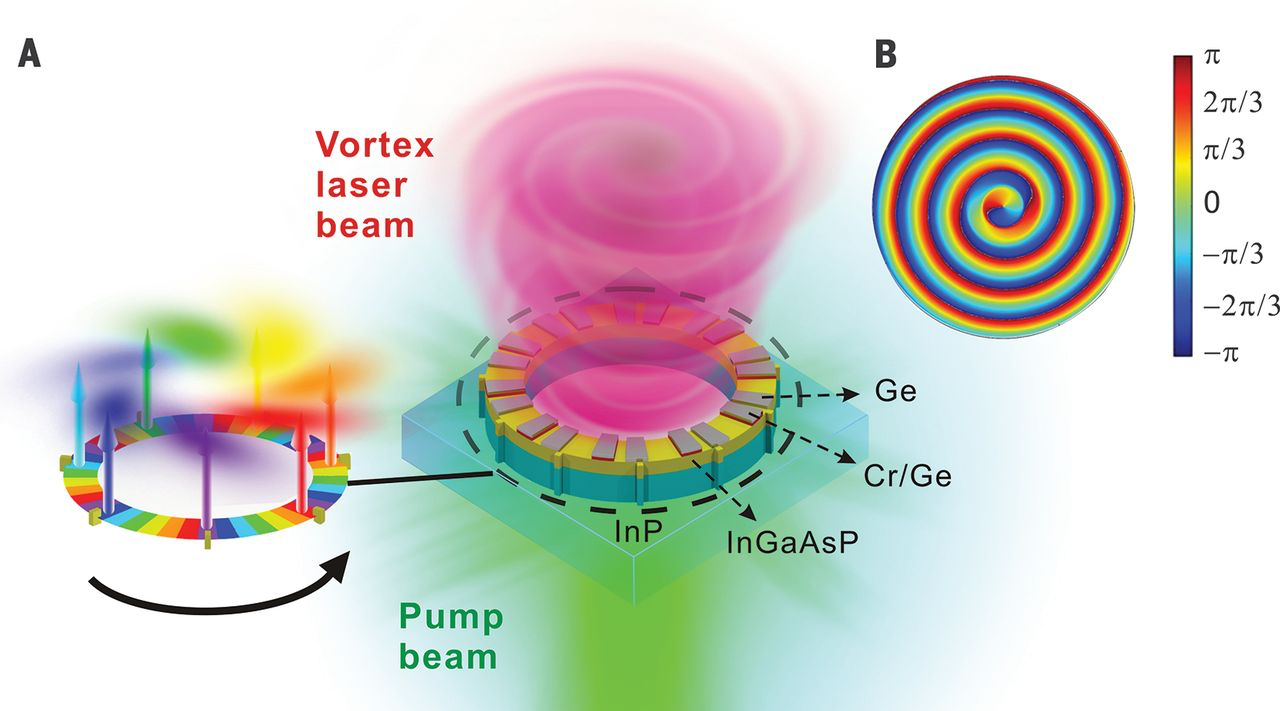 A
Vortex
laser
beam
Ge
Cr/Ge
InP
InGaAsP
Pump
beam
B
π
2π/3
π/3
0
−π/3
−2π/3
−π